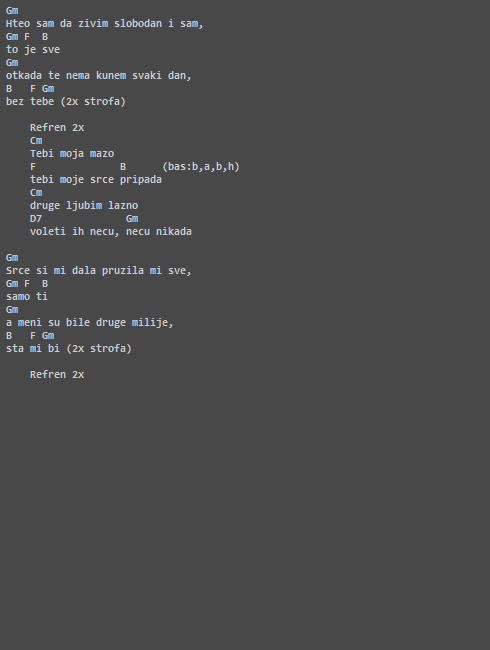 Gm
Hteo sam da zivim slobodan i sam,
Gm F  B
to je sve
Gm
otkada te nema kunem svaki dan,
B   F Gm
bez tebe (2x strofa)

    Refren 2x
    Cm
    Tebi moja mazo
    F              B      (bas:b,a,b,h)
    tebi moje srce pripada
    Cm
    druge ljubim lazno
    D7              Gm
    voleti ih necu, necu nikada

Gm
Srce si mi dala pruzila mi sve,
Gm F  B
samo ti
Gm
a meni su bile druge milije,
B   F Gm
sta mi bi (2x strofa)

    Refren 2x